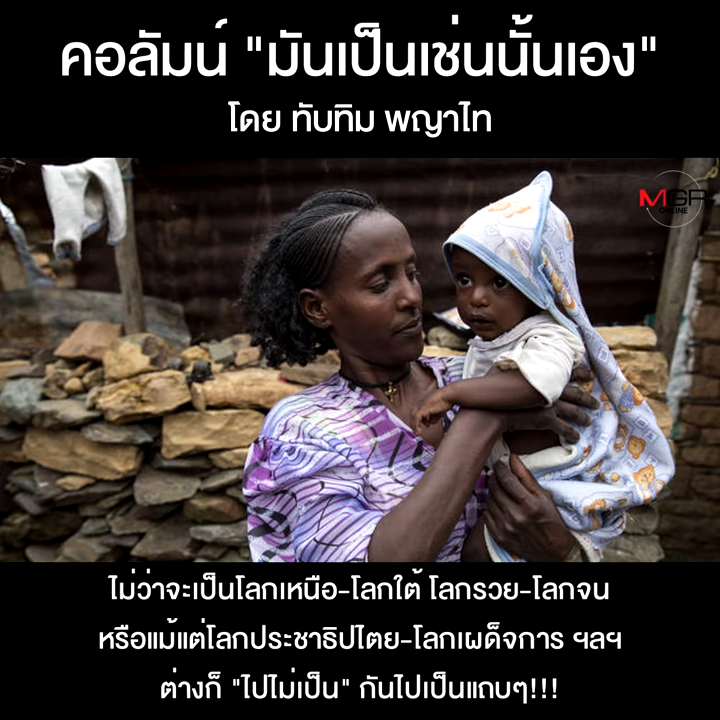 คอลัมน์ "มันเป็นเช่นนั้นเอง"
โดย ทับทิม พญาไท
MGR
ONLINE
ไม่ว่าจะเป็นโลกเหนือ-โลกใต้ โลกรวย-โลกจน
หรือแม้แต่โลกประชาธิปไตย-โลกเผด็จการ ฯลฯ
ต่างก็ "ไปไม่เป็น" กันไปเป็นแถบๆ!!!